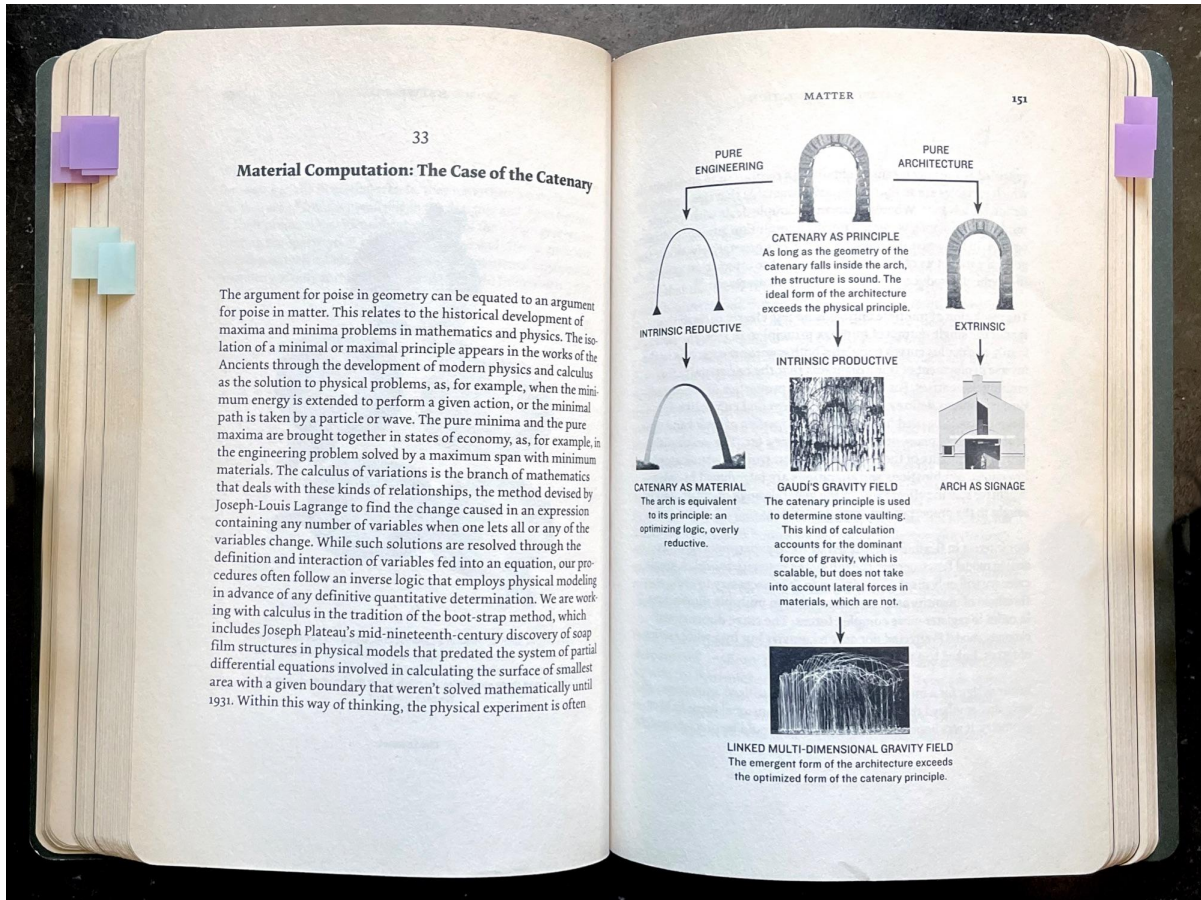 33
Material Computation: The Case of the Catenary
The argument for poise in geometry can be equated to an argument
for poise in matter. This relates to the historical development of
maxima and minima problems in mathematics and physics. The iso-
lation of a minimal or maximal principle appears in the works of the
Ancients through the development of modern physics and calculus
as the solution to physical problems, as, for example, when the mini-
mum energy is extended to perform a given action, or the minimal
path is taken by a particle or wave. The pure minima and the pure
maxima are brought together in states of economy, as, for example, in
the engineering problem solved by a maximum span with minimum
materials. The calculus of variations is the branch of mathematics
that deals with these kinds of relationships, the method devised by
Joseph-Louis Lagrange to find the change caused in an expression
containing any number of variables when one lets all or any of the
variables change. While such solutions are resolved through the
definition and interaction of variables fed into an equation, our pro-
cedures often follow an inverse logic that employs physical modeling
in advance of any definitive quantitative determination. We are work-
ing with calculus in the tradition of the boot-strap method, which
includes Joseph Plateau's mid-nineteenth-century discovery of soap
film structures in physical models that predated the system of partial
differential equations involved in calculating the surface of smallest
area with a given boundary that weren't solved mathematically until
1931. Within this way of thinking, the physical experiment is often
MATTER
151
PURE
ENGINEERING
PURE
ARCHITECTURE
CATENARY AS PRINCIPLE
As long as the geometry of the
catenary falls inside the arch,
the structure is sound. The
ideal form of the architecture
exceeds the physical principle.
INTRINSIC REDUCTIVE
EXTRINSIC
INTRINSIC PRODUCTIVE
CATENARY AS MATERIAL
The arch is equivalent
to its principle: an
optimizing logic, overly
reductive.
GAUDÍ'S GRAVITY FIELD
The catenary principle is used
to determine stone vaulting.
This kind of calculation
accounts for the dominant
force of gravity, which is
scalable, but does not take
into account lateral forces in
materials, which are not.
ARCH AS SIGNAGE
LINKED MULTI-DIMENSIONAL GRAVITY FIELD
The emergent form of the architecture exceeds
the optimized form of the catenary principle.